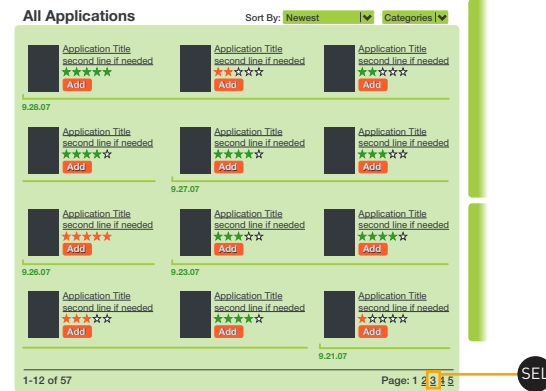 All Applications
Sort By: Newest
Categories
Application Title
second line if needed
Add
Application Title
second line if needed
Add
Application Title
second line if needed
Add
9.28.07
Application Title
second line if needed
Add
Application Title
second line if needed
Add
Application Title
second line if needed
Add
9.27.07
Application Title
second line if needed
Add
Application Title
second line if needed
Add
Application Title
second line if needed
Add
9.26.07
9.23.07
Application Title
second line if needed
Add
Application Title
second line if needed
Add
Application Title
second line if needed
Add
9.21.07
1-12 of 57
Page: 1 2 3 4 5
SEL